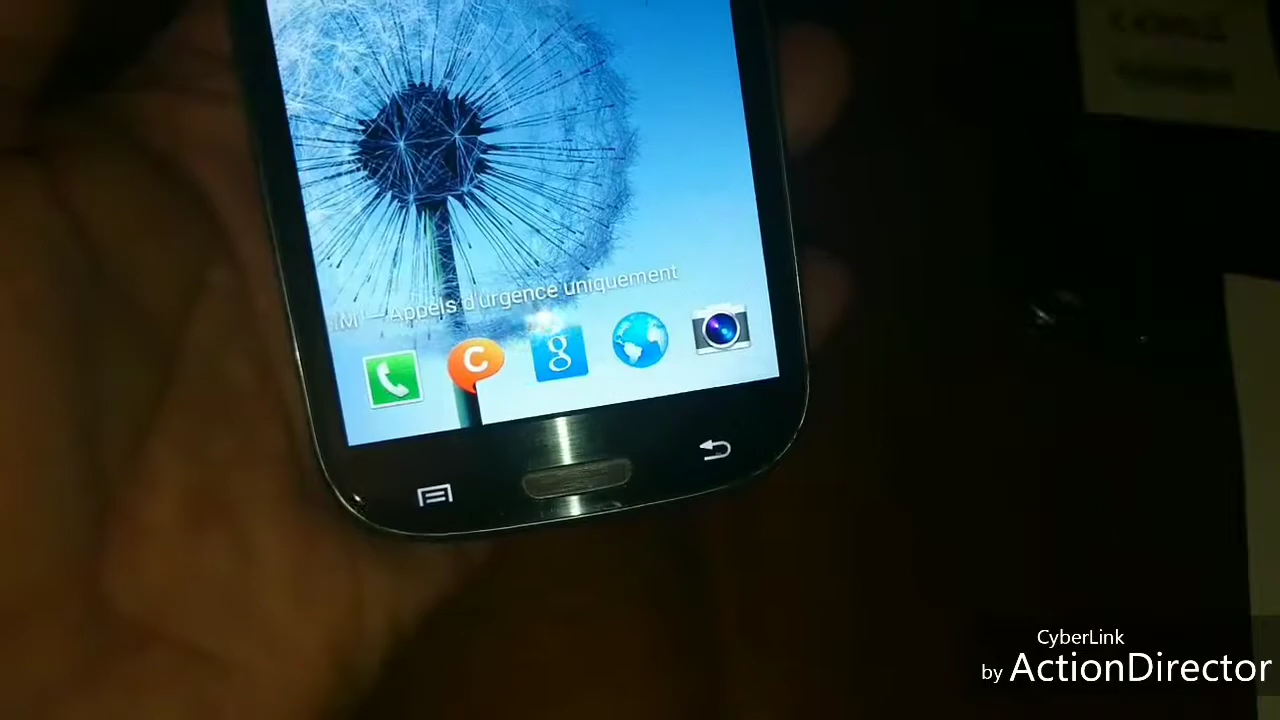 Appels d'urgence uniquement
C
g
CyberLink
by ActionDirector